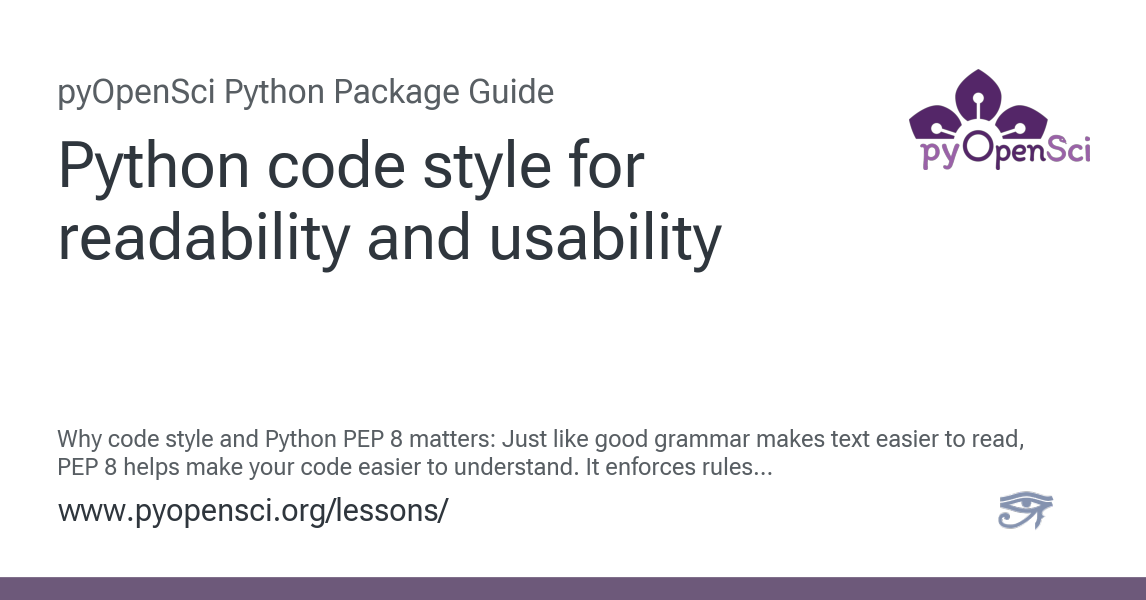 pyOpenSci Python Package Guide
pyOpenSci
Python code style for
readability and usability
Why code style and Python PEP 8 matters: Just like good grammar makes text easier to read,
PEP 8 helps make your code easier to understand. It enforces rules...
www.pyopensci.org/lessons/